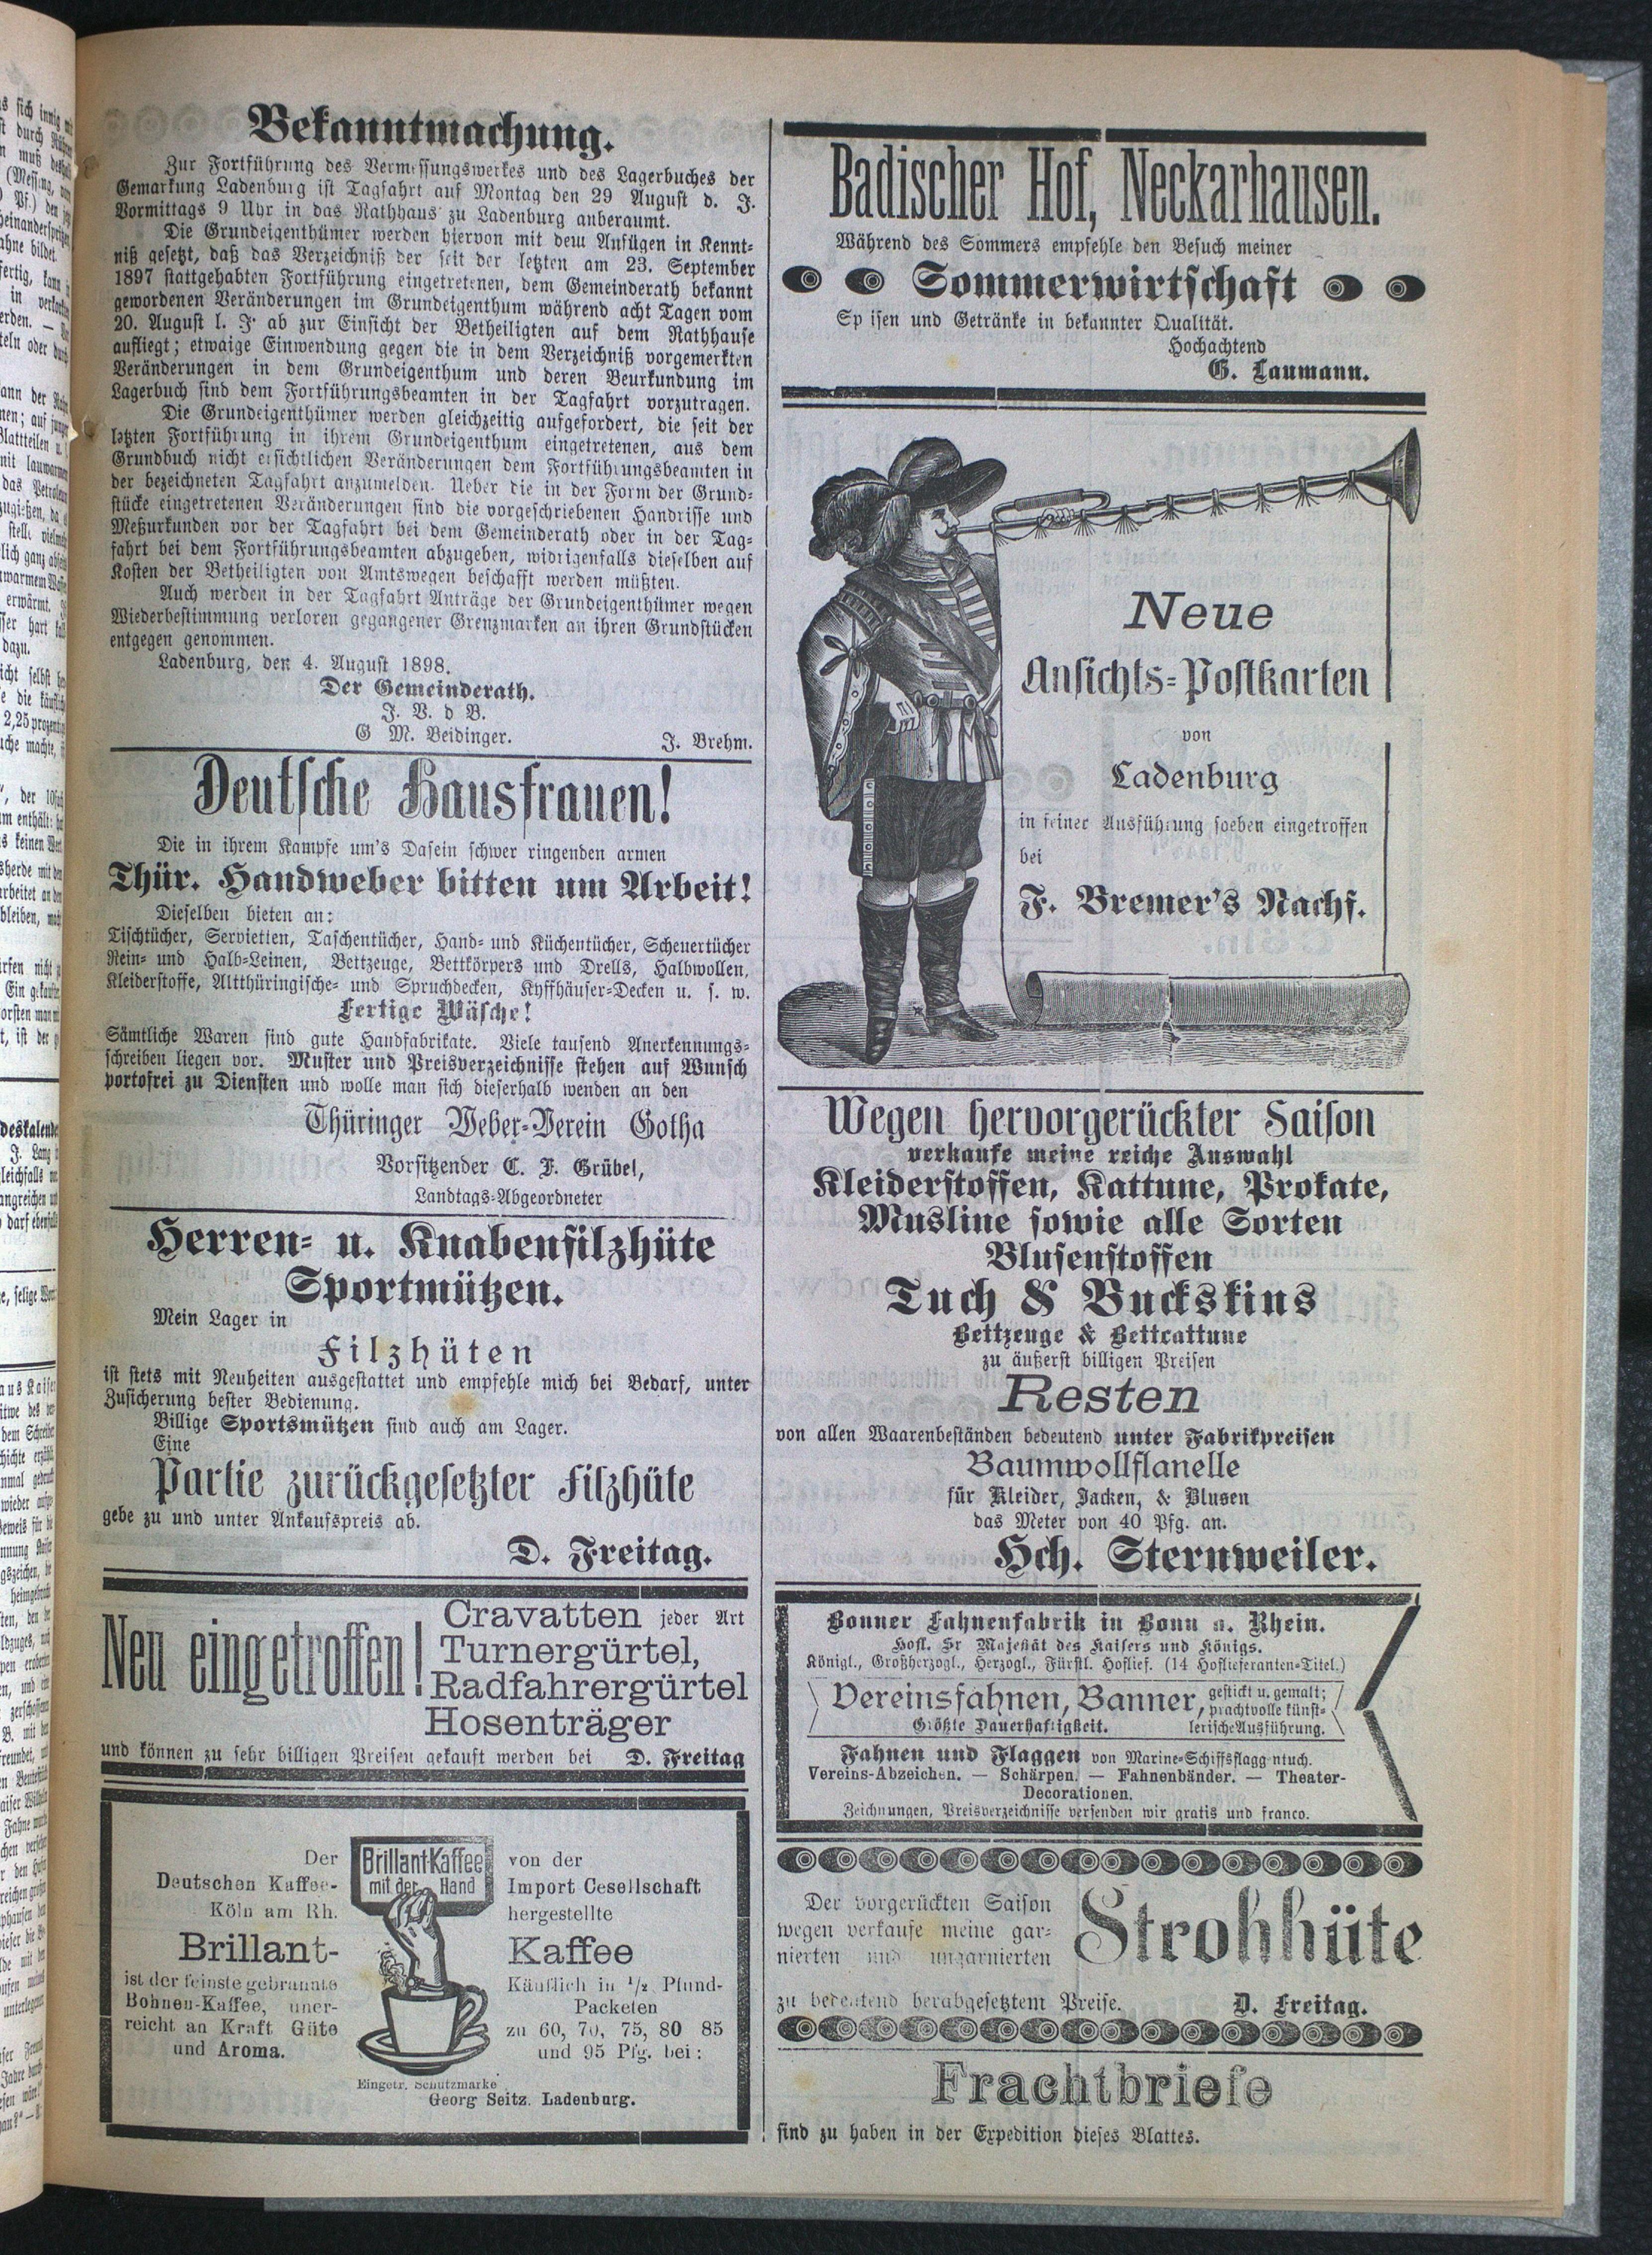 Bekanntmachung.
Zur Fortführung des Vermessungswerkes und des Lagerbuches der
Gemarkung Ladenburg ist Tagfahrt auf Montag den 29 August d. J.
Vormittags 9 Uhr in das Rathhaus zu Ladenburg anberaumt.
Die Grundeigenthümer werden hiervon mit dem Anfügen in Kennt-
niß gesetzt, daß das Verzeichniß der seit der letzten am 23. September
1897 stattgehabten Fortführung eingetretenen, dem Gemeinderath bekannt
gewordenen Veränderungen im Grundeigenthum während acht Tagen vom
20. August l. J. ab zur Einsicht der Betheiligten auf dem Rathhause
aufliegt; etwaige Einwendung gegen die in dem Verzeichniß vorgemerkten
Veränderungen in dem Grundeigenthum und deren Beurkundung im
Lagerbuch sind dem Fortführungsbeamten in der Tagfahrt vorzutragen.
Die Grundeigenthümer werden gleichzeitig aufgefordert, die seit der
letzten Fortführung in ihrem Grundeigenthum eingetretenen, aus dem
Grundbuch nicht ersichtlichen Veränderungen dem Fortführungsbeamten in
der bezeichneten Tagfahrt anzumelden. Ueber die in der Form der Grund-
stücke eingetretenen Veränderungen sind die vorgeschriebenen Handrisse und
Meßurkunden vor der Tagfahrt bei dem Gemeinderath oder in der Tag-
fahrt bei dem Fortführungsbeamten abzugeben, widrigenfalls dieselben auf
Kosten der Betheiligten von Amtswegen beschafft werden müßten.
Auch werden in der Tagfahrt Anträge der Grundeigenthümer wegen
Wiederbestimmung verloren gegangener Grenzmarken an ihren Grundstücken
entgegen genommen.
Ladenburg, den 4. August 1898.
Der Gemeinderath.
J. V. d B.
G M. Beidinger.
J. Brehm.
Deutsche Hausfrauen!
Die in ihrem Kampfe um's Dasein schwer ringenden armen
Thür. Handweber bitten um Arbeit!
Dieselben bieten an:
Tischtücher, Servietten, Taschentücher, Hand- und Küchentücher, Scheuertücher
Rein- und Halb-Leinen, Bettzeuge, Bettkörpers und Drells, Halbwollen,
Kleiderstoffe, Altthüringische- und Spruchdecken, Kyffhäuser-Decken u. s. w.
Fertige Wäsche!
Sämtliche Waren sind gute Handfabrikate. Viele tausend Anerkennungs-
schreiben liegen vor. Muster und Preisverzeichnisse stehen auf Wunsch
portofrei zu Diensten und wolle man sich dieserhalb wenden an den
Thüringer Weber-Verein Gotha
Vorsitzender C. F. Grübel,
Landtags-Abgeordneter
Herren- u. Knabenfilzhüte
Sportmützen.
Mein Lager in
Filzhüten
ist stets mit Neuheiten ausgestattet und empfehle mich bei Bedarf, unter
Zusicherung bester Bedienung.
Billige Sportsmützen sind auch am Lager.
Eine
Partie zurückgesetzter Filzhüte
gebe zu und unter Ankaufspreis ab.
D. Freitag.
Neu eingetroffen!
Cravatten jeder Art
Turnergürtel,
Radfahrergürtel
Hosenträger
und können zu sehr billigen Preisen gekauft werden bei D. Freitag
Der
Deutschen Kaffee-
Köln am Rh.
Brillant-
ist der feinste gebrannte
Bohnen-Kaffee, uner-
reicht an Kraft Güte
und Aroma.
Brillant-Kaffee
mit der Hand
Eingetr. Schutzmarke
von der
Import Gesellschaft
hergestellte
Kaffee
Käuflich in 1/2 Pfund-
Packeten
zu 60, 70, 75, 80 85
und 95 Pfg. bei:
Georg Seitz. Ladenburg.
Badischer Hof, Neckarhausen.
Während des Sommers empfehle den Besuch meiner
Sommerwirtschaft
Sp isen und Getränke in bekannter Qualität.
Hochachtend
G. Laumann.
Neue
Ansichts-Postkarten
von
Ladenburg
in feiner Ausführung soeben eingetroffen
bei
F. Bremer's Nachf.
Wegen hervorgerückter Saison
verkaufe meine reiche Auswahl
Kleiderstoffen, Kattune, Prokate,
Musline sowie alle Sorten
Blusenstoffen
Tuch & Buckskins
Bettzeuge & Bettcattune
zu äußerst billigen Preisen
Resten
von allen Waarenbeständen bedeutend unter Fabrikpreisen
Baumwollflanelle
für Kleider, Jacken, & Blusen
das Meter von 40 Pfg. an.
Hch. Sternweiler.
Bonner Fahnenfabrik in Bonn a. Rhein.
Hofl. Sr Majestät des Kaisers und Königs.
Königl., Großherzogl., Herzogl., Fürstl. Hoflief. (14 Hoflieferanten-Titel.)
Vereinsfahnen, Banner, gestickt u. gemalt;
prachtvolle künst-
Größte Dauerhaftigkeit. lerische Ausführung.
Fahnen und Flaggen von Marine-Schiffsflagg ntuch.
Vereins-Abzeichen. — Schärpen. — Fahnenbänder. — Theater-
Decorationen.
Zeichnungen, Preisverzeichnisse versenden wir gratis und franco.
Der vorgerückten Saison
wegen verkaufe meine gar-
nierten und ungarnierten
Strohhüte
zu bedeutend herabgesetztem Preise. D. Freitag.
Frachtbriefe
sind zu haben in der Expedition dieses Blattes.